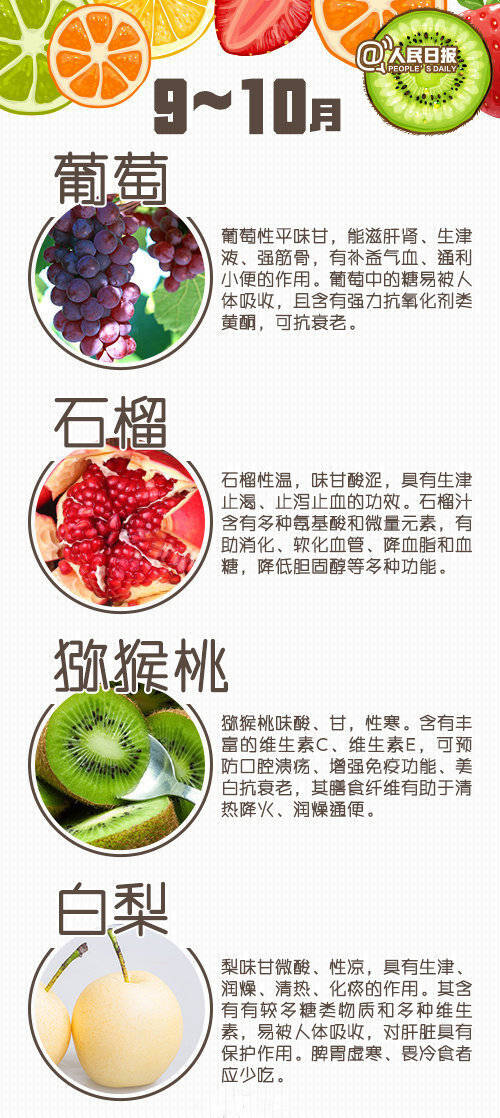 @人民日报
PEOPLE'S DAILY
9~10月
葡萄
葡萄性平味甘，能滋肝肾、生津
液、强筋骨，有补益气血、通利
小便的作用。葡萄中的糖易被人
体吸收，且含有强力抗氧化剂类
黄酮，可抗衰老。
石榴
石榴性温，味甘酸涩，具有生津
止渴、止泻止血的功效。石榴汁
含有多种氨基酸和微量元素，有
助消化、软化血管、降血脂和血
糖，降低胆固醇等多种功能。
猕猴桃
猕猴桃味酸、甘，性寒。含有丰
富的维生素C、维生素E，可预
防口腔溃疡、增强免疫功能、美
白抗衰老，其膳食纤维有助于清
热降火、润燥通便。
白梨
梨味甘微酸、性凉，具有生津、
润燥、清热、化痰的作用。其含
有有较多糖类物质和多种维生
素，易被人体吸收，对肝脏具有
保护作用。脾胃虚寒、畏冷食者
应少吃。